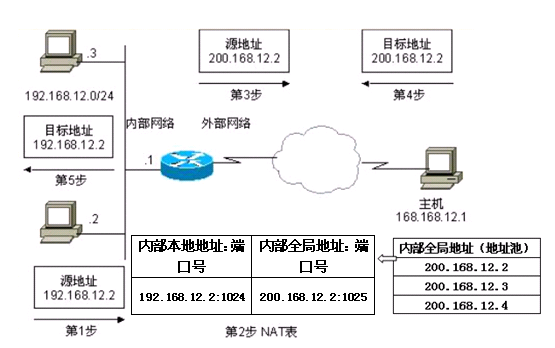 源地址
200.168.12.2
第3步
目标地址
200.168.12.2
第4步
.3
192.168.12.0/24
内部网络 外部网络
目标地址
192.168.12.2
第5步
.1
主机
168.168.12.1
.2
源地址
192.168.12.2
第1步
内部本地地址：端口号
内部全局地址：端口号
192.168.12.2:1024
200.168.12.2:1025
第2步 NAT表
内部全局地址（地址池）
200.168.12.2
200.168.12.3
200.168.12.4